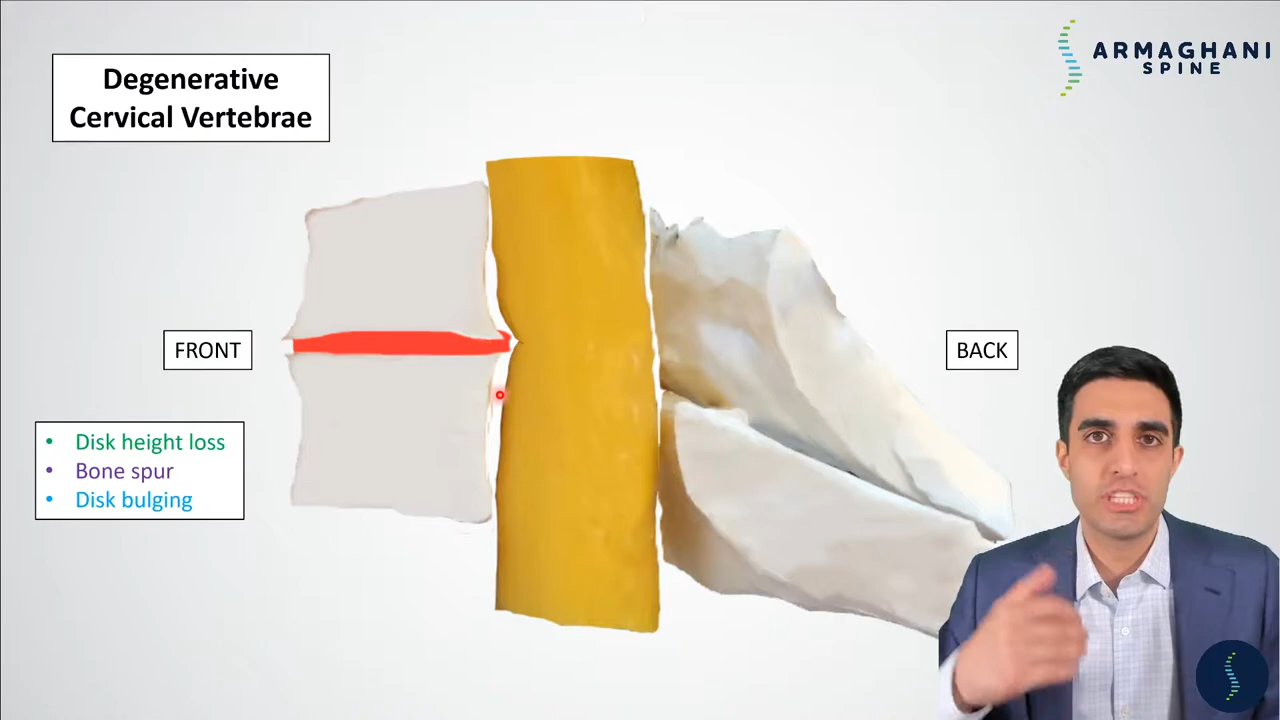 Degenerative
Cervical Vertebrae
ARMAGHANI
SPINE
FRONT
BACK
• Disk height loss
• Bone spur
• Disk bulging